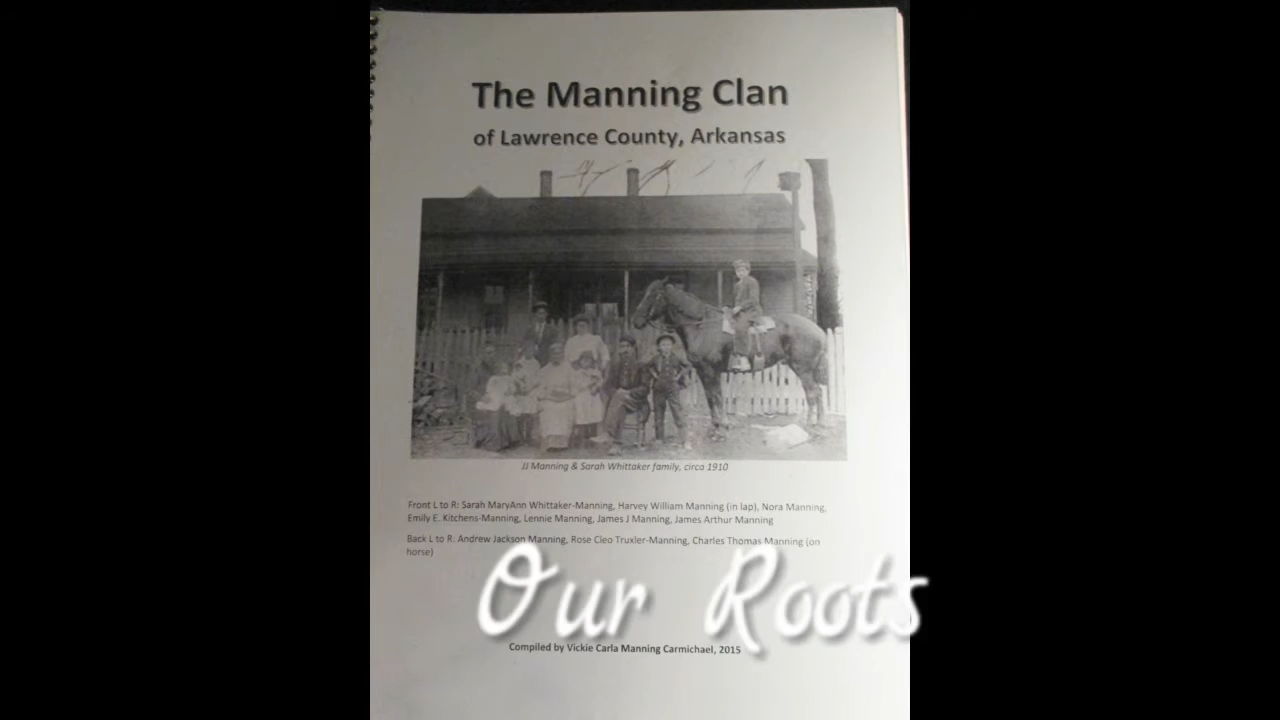 The Manning Clan
of Lawrence County, Arkansas
JJ Manning & Sarah Whittaker family, circa 1910
Front L to R: Sarah MaryAnn Whittaker-Manning, Harvey William Manning (in lap), Nora Manning,
Emily E. Kitchens-Manning, Lennie Manning, James J Manning, James Arthur Manning
Back L to R. Andrew Jackson Manning, Rose Cleo Truxler-Manning, Charles Thomas Manning (on
horse)
Our Roots
Compiled by Vickie Carla Manning Carmichael, 2015